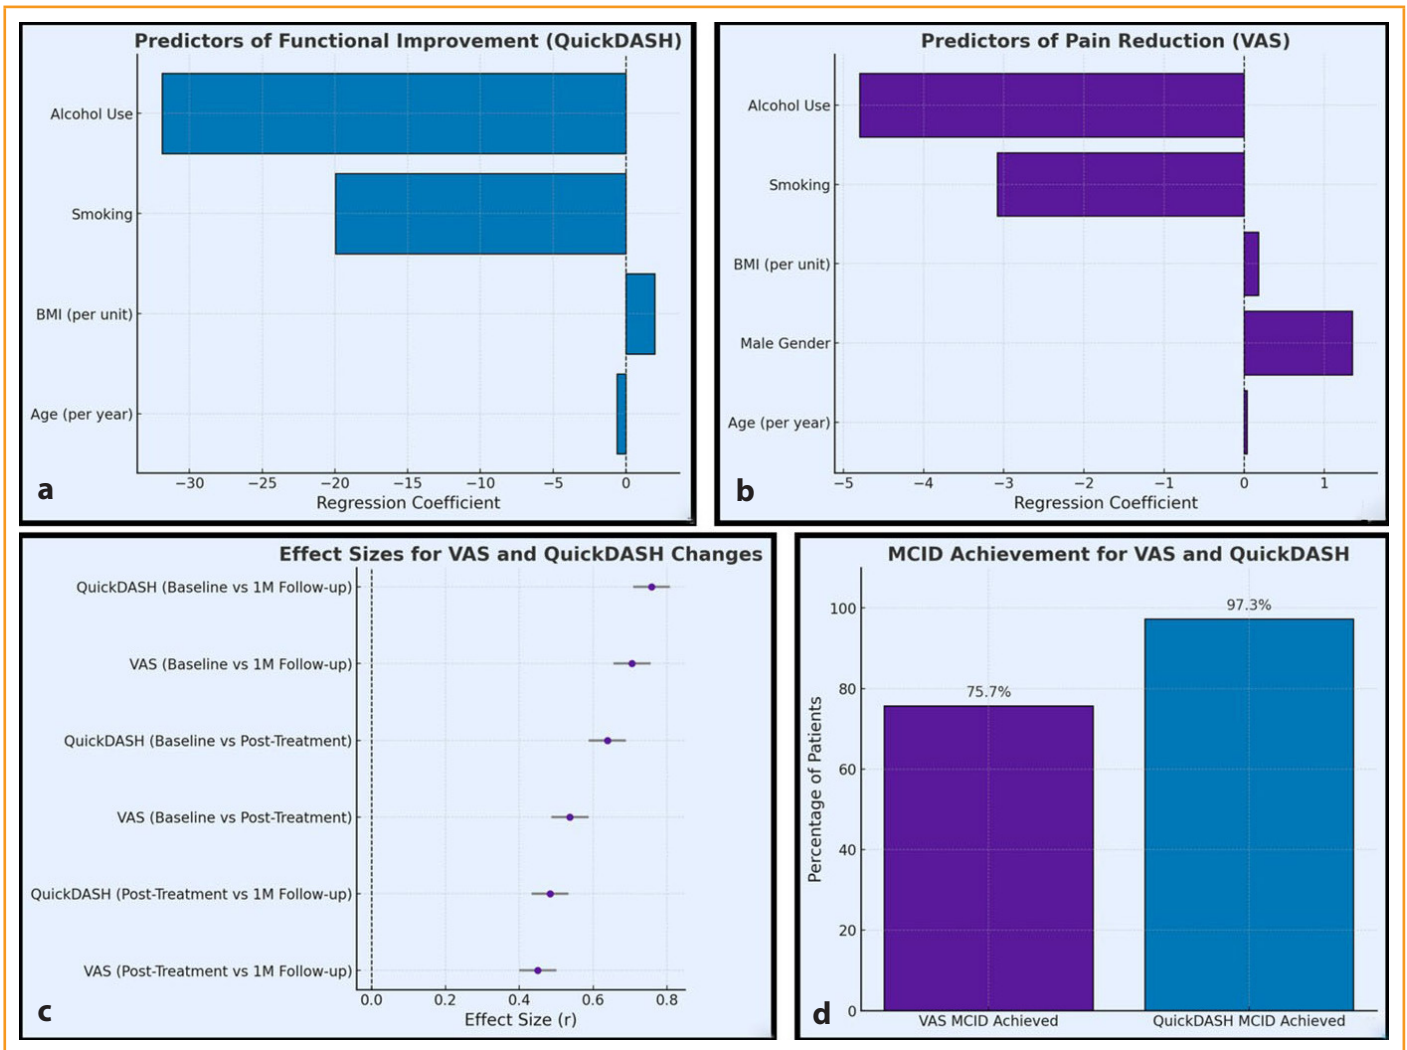 Predictors of Functional Improvement (QuickDASH)
Alcohol Use
Smoking
BMI (per unit)
Age (per year)
−30 −25 −20 −15 −10 −5 0
Regression Coefficient
a
Predictors of Pain Reduction (VAS)
Alcohol Use
Smoking
BMI (per unit)
Male Gender
Age (per year)
−5 −4 −3 −2 −1 0 1
Regression Coefficient
b
Effect Sizes for VAS and QuickDASH Changes
QuickDASH (Baseline vs 1M Follow-up)
VAS (Baseline vs 1M Follow-up)
QuickDASH (Baseline vs Post-Treatment)
VAS (Baseline vs Post-Treatment)
QuickDASH (Post-Treatment vs 1M Follow-up)
VAS (Post-Treatment vs 1M Follow-up)
0.0 0.2 0.4 0.6 0.8
Effect Size (r)
c
MCID Achievement for VAS and QuickDASH
Percentage of Patients
100
80
60
40
20
0
75.7%
97.3%
VAS MCID Achieved QuickDASH MCID Achieved
d